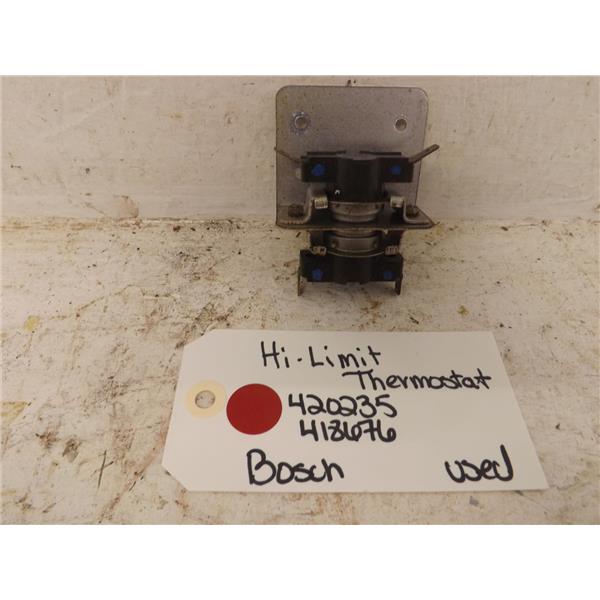 Hi-Limit
Thermostat
420235
418676
Bosch used